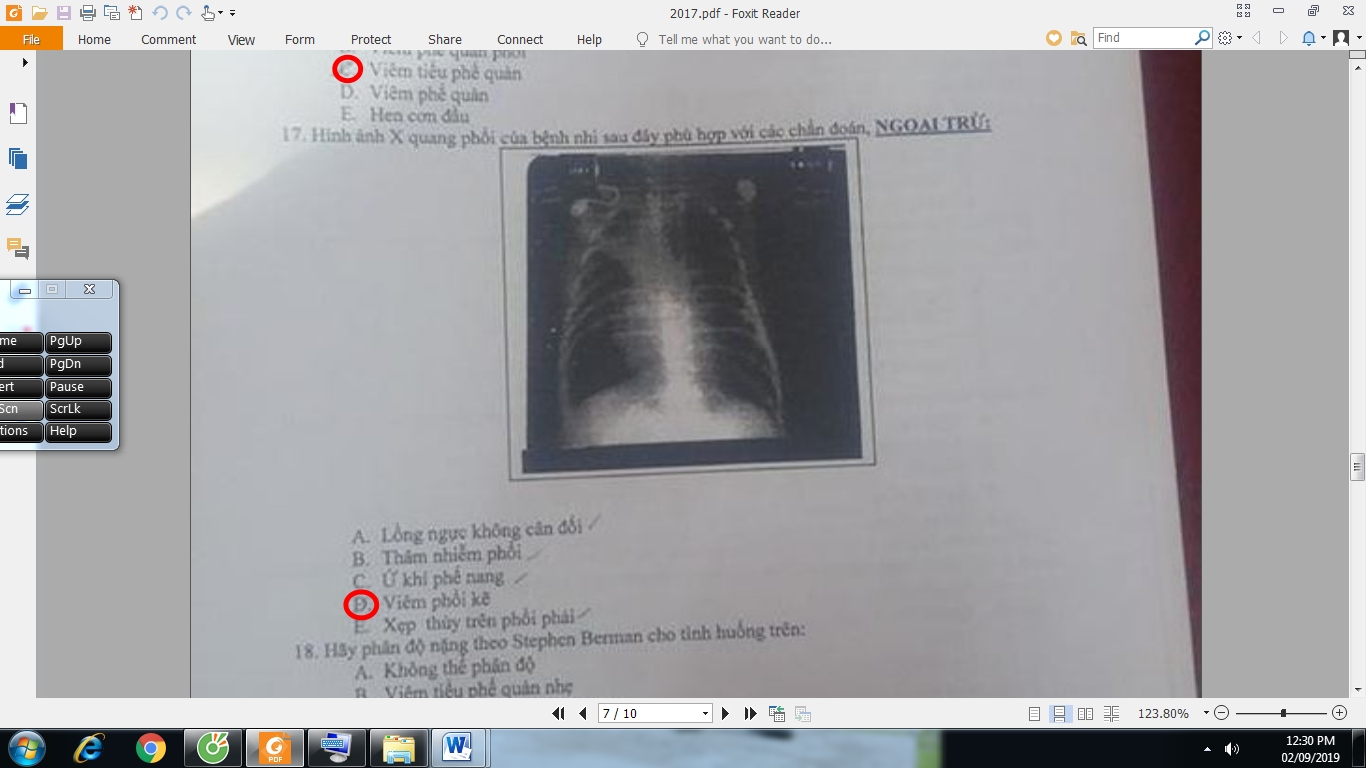 2017.pdf - Foxit Reader
File Home Comment View Form Protect Share Connect Help Tell me what you want to do... Find
C. Viêm tiểu phế quản
D. Viêm phế quản
E. Hen cơn đầu
17. Hình ảnh X quang phổi của bệnh nhi sau đây phù hợp với các chẩn đoán, NGOẠI TRỪ:
A. Lồng ngực không cân đối
B. Thâm nhiễm phổi
C. Ứ khí phế nang
D. Viêm phổi kẽ
E. Xẹp thùy trên phổi phải
18. Hãy phân độ nặng theo Stephen Berman cho tình huống trên:
A. Không thể phân độ
B. Viêm tiểu phế quản nhẹ
me PgUp
d PgDn
ert Pause
Scn ScrLk
tions Help
7 / 10
123.80%
PDF
12:30 PM
02/09/2019